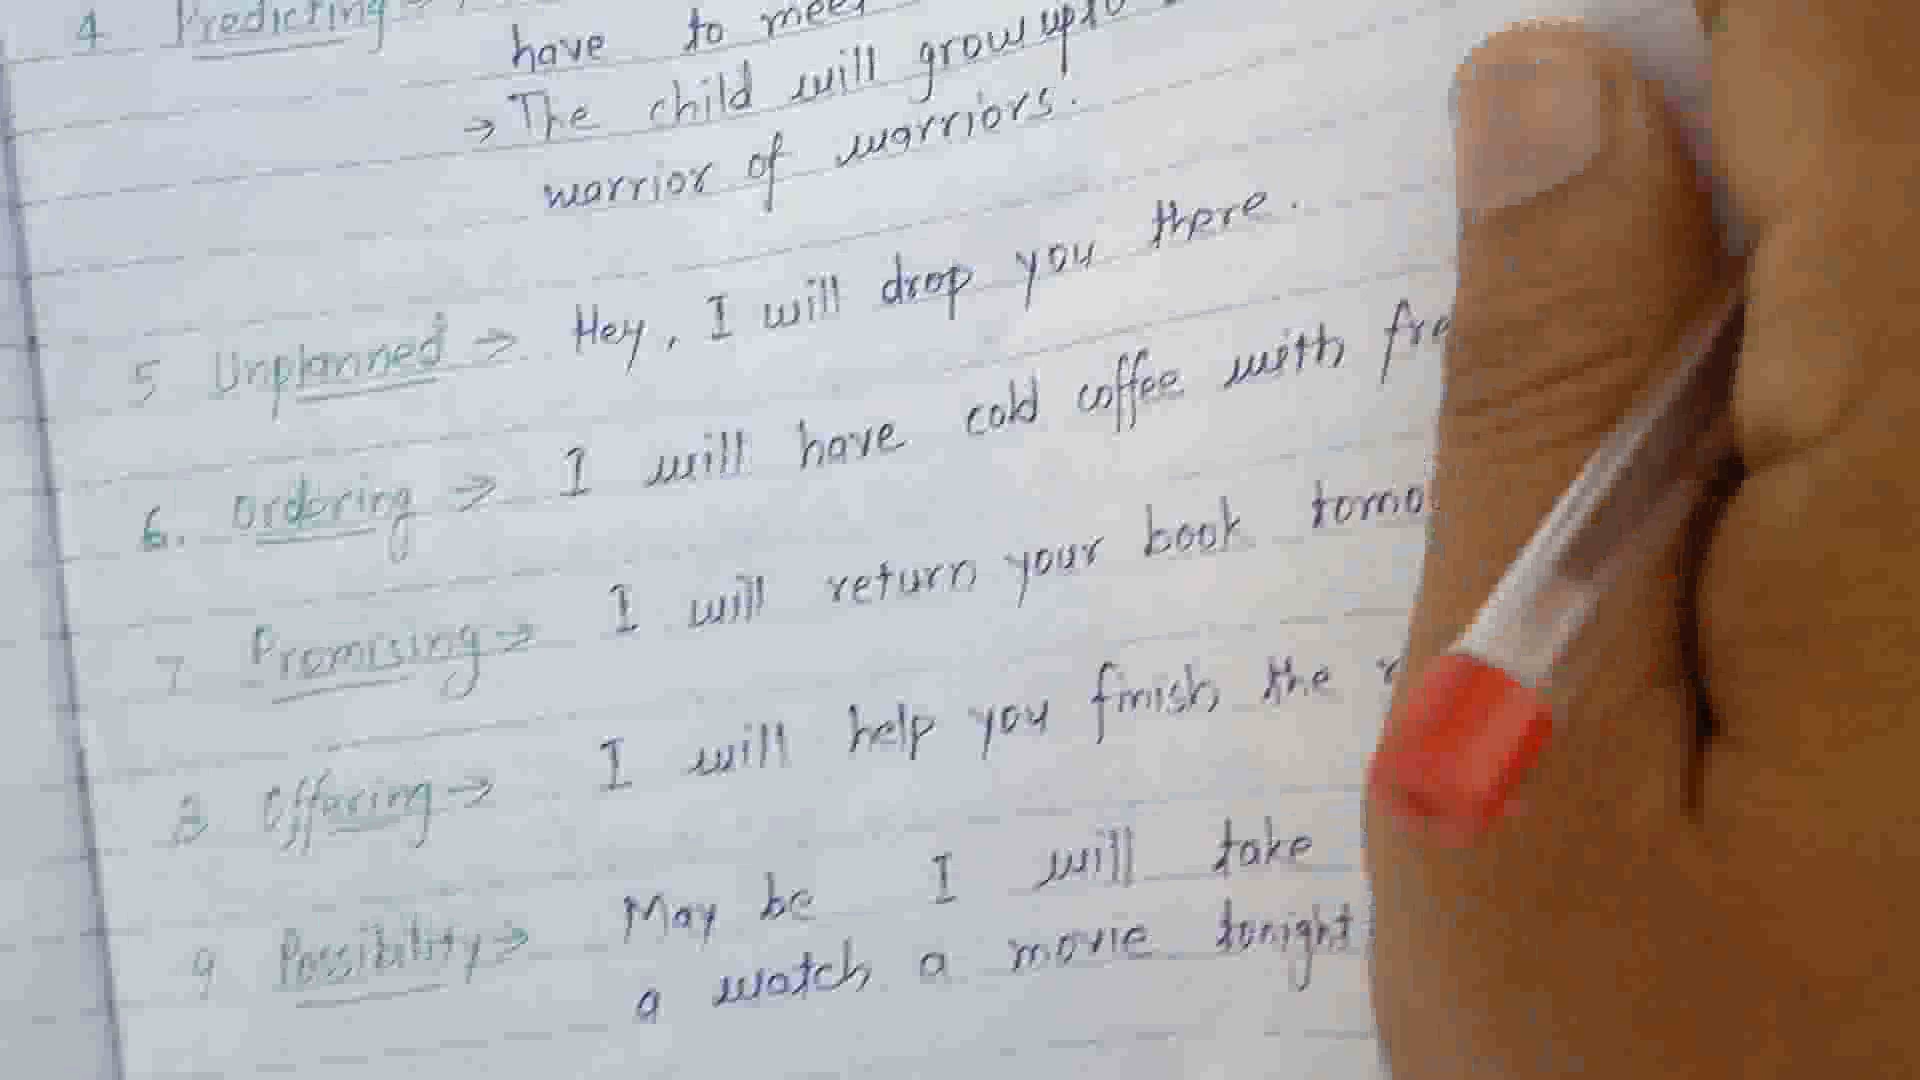 4 Predicting →
have to meet
→ The child will grow upto
warrior of warriors.
5 Unplanned → Hey, I will drop you there.
6. Ordering → I will have cold coffee with
7 Promising → I will return your book
8 Offering → I will help you finish the
9 Possibility → May be I will take
a watch a movie tonight